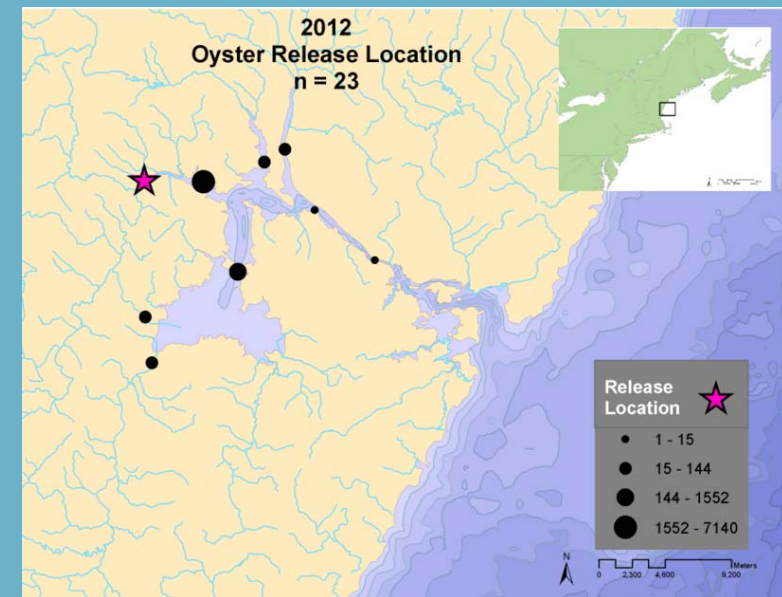 2012
Oyster Release Location
n = 23
Release
Location
1 - 15
15 - 144
144 - 1552
1552 - 7140
N
Meters
0 2,300 4,600 9,200